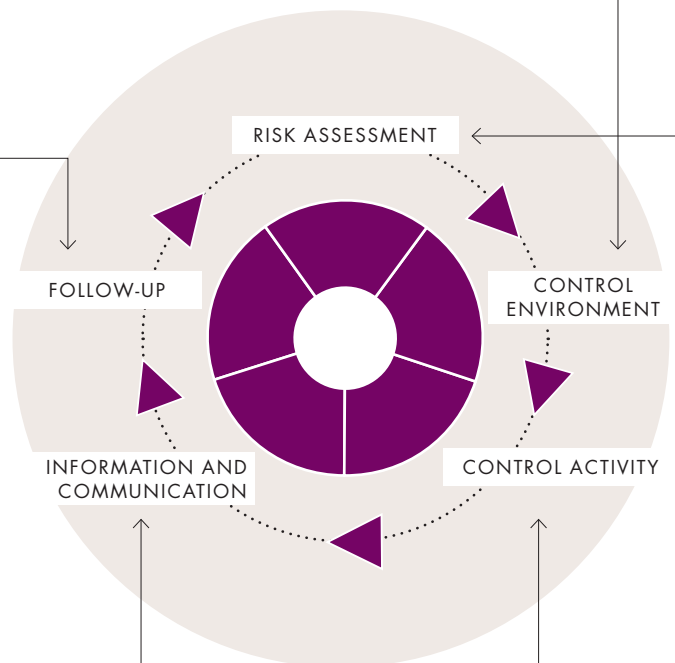 RISK ASSESSMENT
FOLLOW-UP
CONTROL
ENVIRONMENT
INFORMATION AND
COMMUNICATION
CONTROL ACTIVITY